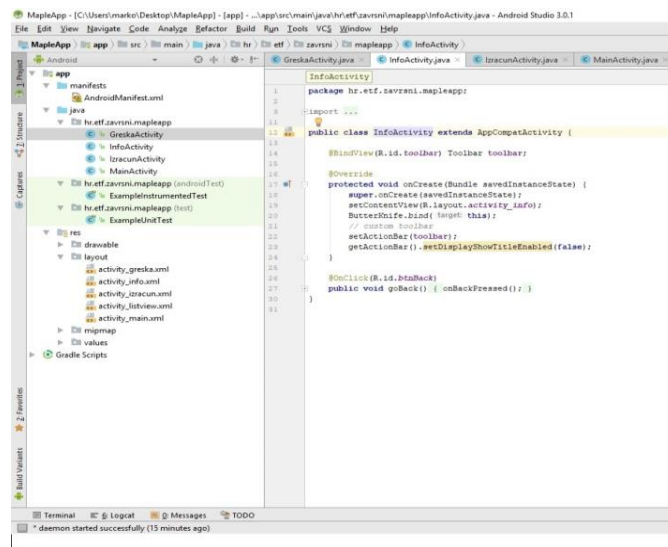 MapleApp - [C:\Users\marko\Desktop\MapleApp] - [app] - ...\app\src\main\java\hr\etf\zavrsni\mapleapp\InfoActivity.java - Android Studio 3.0.1
File Edit View Navigate Code Analyze Refactor Build Run Tools VCS Window Help
MapleApp app src main java hr etf zavrsni mapleapp InfoActivity
Android
GreskaActivity.java InfoActivity.java IzracunActivity.java MainActivity.java
1: Project
7: Structure
Captures
2: Favorites
Build Variants
app
manifests
AndroidManifest.xml
java
hr.etf.zavrsni.mapleapp
GreskaActivity
InfoActivity
IzracunActivity
MainActivity
hr.etf.zavrsni.mapleapp (androidTest)
ExampleInstrumentedTest
hr.etf.zavrsni.mapleapp (test)
ExampleUnitTest
res
drawable
layout
activity_greska.xml
activity_info.xml
activity_izracun.xml
activity_listview.xml
activity_main.xml
mipmap
values
Gradle Scripts
InfoActivity
1 package hr.etf.zavrsni.mapleapp;
2
3 import ...
11
12 public class InfoActivity extends AppCompatActivity {
13
14 @BindView(R.id.toolbar) Toolbar toolbar;
15
16 @Override
17 protected void onCreate(Bundle savedInstanceState) {
18 super.onCreate(savedInstanceState);
19 setContentView(R.layout.activity_info);
20 ButterKnife.bind( target: this);
21 // custom toolbar
22 setActionBar(toolbar);
23 getActionBar().setDisplayShowTitleEnabled(false);
24 }
25
26 @OnClick(R.id.btnBack)
27 public void goBack() { onBackPressed(); }
30 }
31
Terminal 6: Logcat 0: Messages TODO
* daemon started successfully (15 minutes ago)